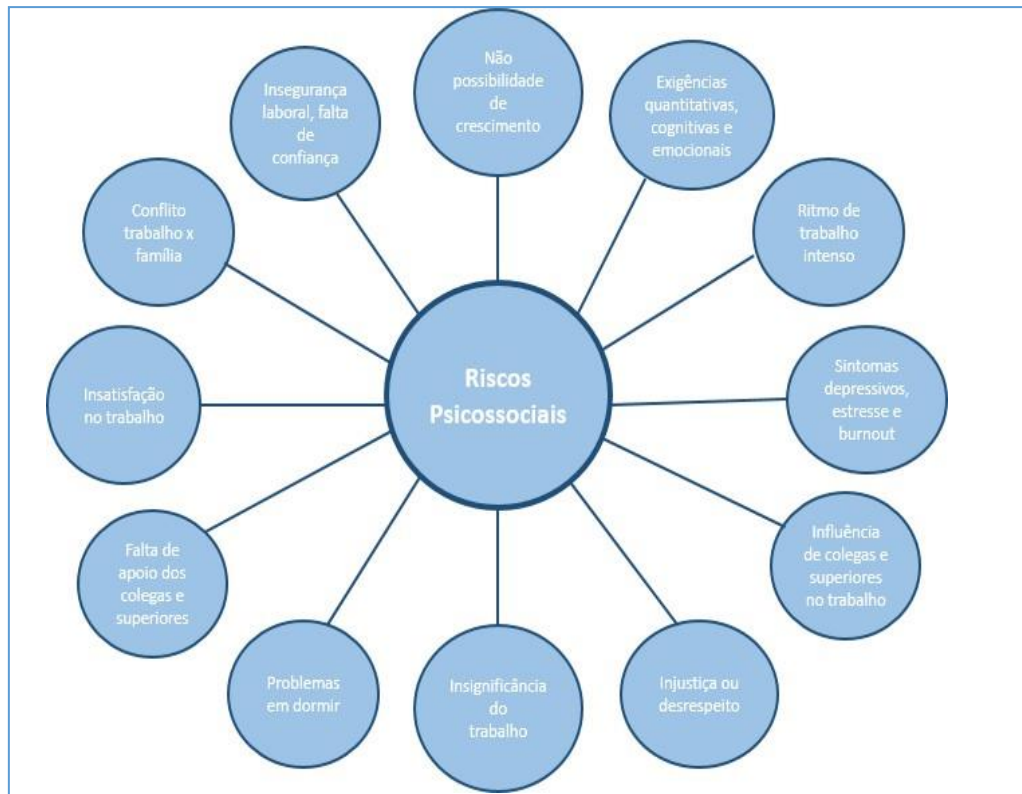 Não
possibilidade
de
crescimento
Exigências
quantitativas,
cognitivas e
emocionais
Ritmo de
trabalho
intenso
Sintomas
depressivos,
estresse e
burnout
Influência
de colegas e
superiores
no trabalho
Injustiça ou
desrespeito
Insignificância
do
trabalho
Problemas
em dormir
Falta de
apoio dos
colegas e
superiores
Insatisfação
no trabalho
Conflito
trabalho x
família
Insegurança
laboral, falta
de
confiança
Riscos
Psicossociais